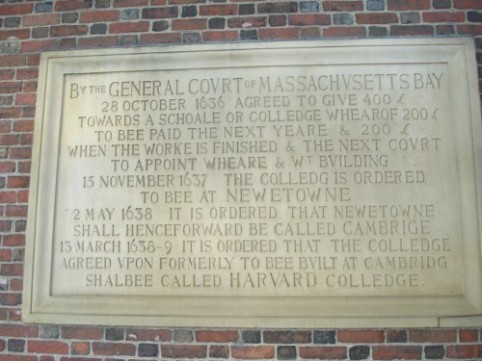 BY THE GENERAL COVRT OF MASSACHVSETTS BAY
28 OCTOBER 1636 AGREED TO GIVE 400 £
TOWARDS A SCHOALE OR COLLEDGE WHEAROF 200 £
TO BEE PAID THE NEXT YEARE & 200 £
WHEN THE WORKE IS FINISHED & THE NEXT COVRT
TO APPOINT WHEARE & WT BVILDING
15 NOVEMBER 1637 THE COLLEDG IS ORDERED
TO BEE AT NEWETOWNE
2 MAY 1638 IT IS ORDERED THAT NEWETOWNE
SHALL HENCEFORWARD BE CALLED CAMBRIGE
13 MARCH 1638-9 IT IS ORDERED THAT THE COLLEDGE
AGREED VPON FORMERLY TO BEE BVILT AT CAMBRIDG
SHALBEE CALLED HARVARD COLLEDGE